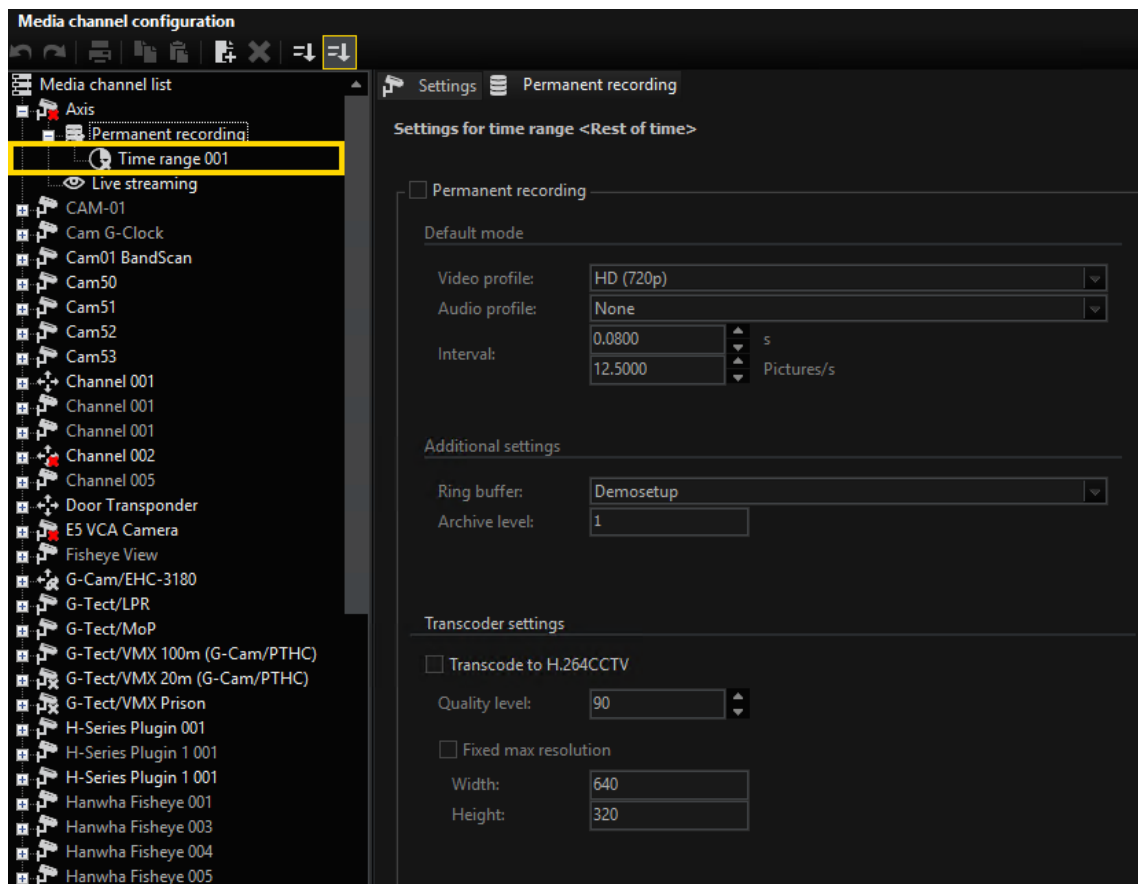 Media channel configuration
Media channel list
Axis
Permanent recording
Time range 001
Live streaming
CAM-01
Cam G-Clock
Cam01 BandScan
Cam50
Cam51
Cam52
Cam53
Channel 001
Channel 001
Channel 001
Channel 002
Channel 005
Door Transponder
E5 VCA Camera
Fisheye View
G-Cam/EHC-3180
G-Tect/LPR
G-Tect/MoP
G-Tect/VMX 100m (G-Cam/PTHC)
G-Tect/VMX 20m (G-Cam/PTHC)
G-Tect/VMX Prison
H-Series Plugin 001
H-Series Plugin 1 001
H-Series Plugin 1 001
Hanwha Fisheye 001
Hanwha Fisheye 003
Hanwha Fisheye 004
Hanwha Fisheye 005
Settings Permanent recording
Settings for time range <Rest of time>
Permanent recording
Default mode
Video profile: HD (720p)
Audio profile: None
Interval: 0.0800 s
12.5000 Pictures/s
Additional settings
Ring buffer: Demosetup
Archive level: 1
Transcoder settings
Transcode to H.264CCTV
Quality level: 90
Fixed max resolution
Width: 640
Height: 320